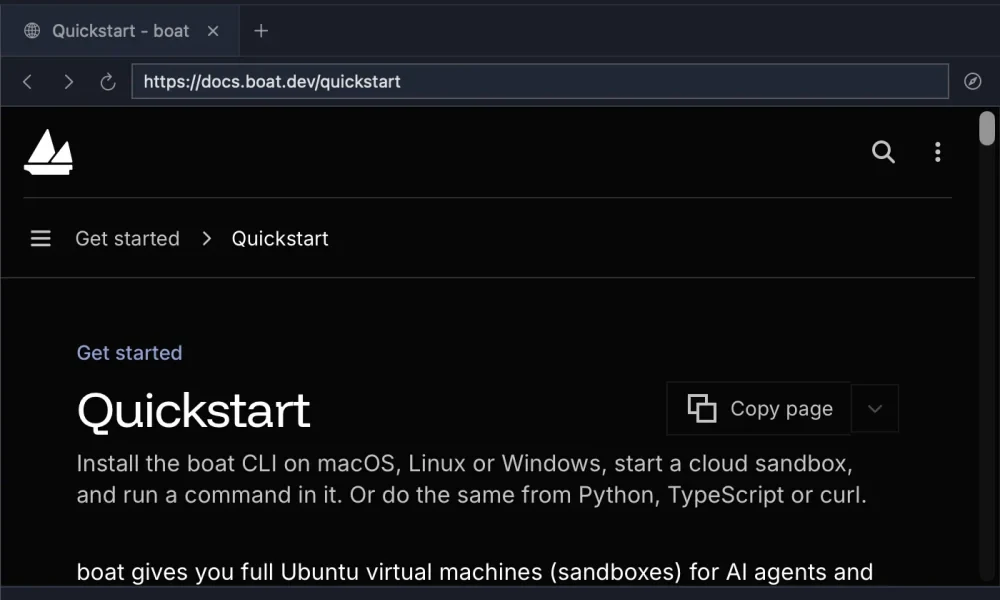 Quickstart - boat
https://docs.boat.dev/quickstart
Get started > Quickstart
Get started
Quickstart
Copy page
Install the boat CLI on macOS, Linux or Windows, start a cloud sandbox,
and run a command in it. Or do the same from Python, TypeScript or curl.
boat gives you full Ubuntu virtual machines (sandboxes) for AI agents and